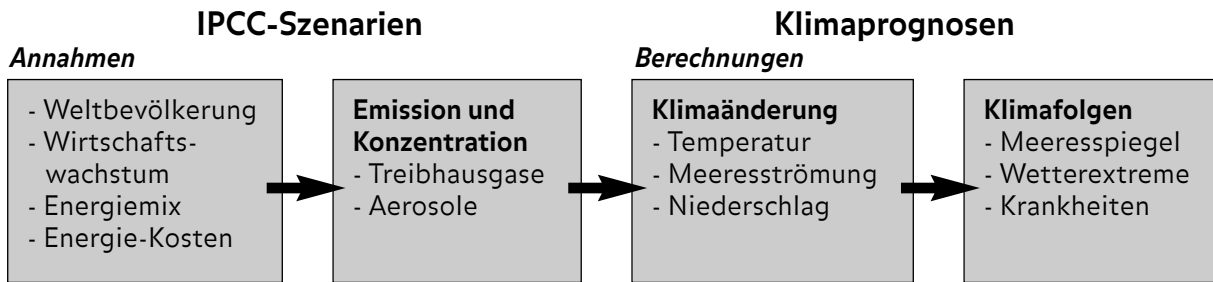 IPCC-Szenarien
Klimaprognosen
Annahmen
Berechnungen
- Weltbevölkerung
- Wirtschafts-
wachstum
- Energiemix
- Energie-Kosten
Emission und
Konzentration
- Treibhausgase
- Aerosole
Klimaänderung
- Temperatur
- Meeresströmung
- Niederschlag
Klimafolgen
- Meeresspiegel
- Wetterextreme
- Krankheiten